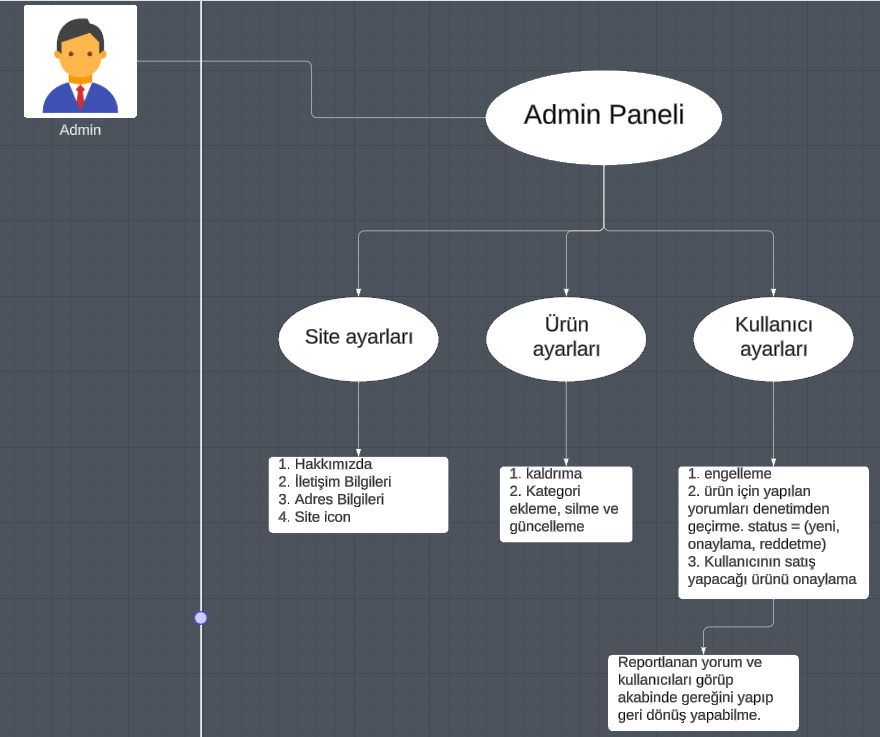 Admin
Admin Paneli
Site ayarları
Ürün
ayarları
Kullanıcı
ayarları
1. Hakkımızda
2. İletişim Bilgileri
3. Adres Bilgileri
4. Site icon
1. kaldrıma
2. Kategori
ekleme, silme ve
güncelleme
1. engelleme
2. ürün için yapılan
yorumları denetimden
geçirme. status = (yeni,
onaylama, reddetme)
3. Kullanıcının satış
yapacağı ürünü onaylama
Reportlanan yorum ve
kullanıcıları görüp
akabinde gereğini yapıp
geri dönüş yapabilme.